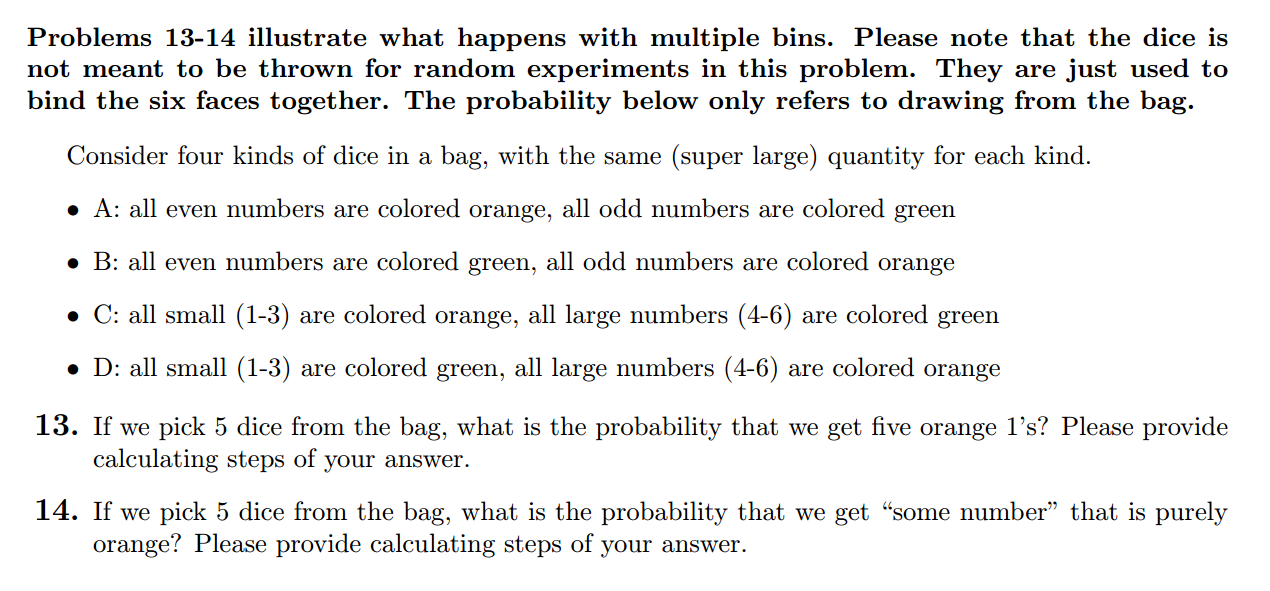 Problems 13-14 illustrate what happens with multiple bins. Please note that the dice is
not meant to be thrown for random experiments in this problem. They are just used to
bind the six faces together. The probability below only refers to drawing from the bag.
Consider four kinds of dice in a bag, with the same (super large) quantity for each kind.
• A: all even numbers are colored orange, all odd numbers are colored green
• B: all even numbers are colored green, all odd numbers are colored orange
• C: all small (1-3) are colored orange, all large numbers (4-6) are colored green
• D: all small (1-3) are colored green, all large numbers (4-6) are colored orange
13. If we pick 5 dice from the bag, what is the probability that we get five orange 1's? Please provide
calculating steps of your answer.
14. If we pick 5 dice from the bag, what is the probability that we get “some number” that is purely
orange? Please provide calculating steps of your answer.